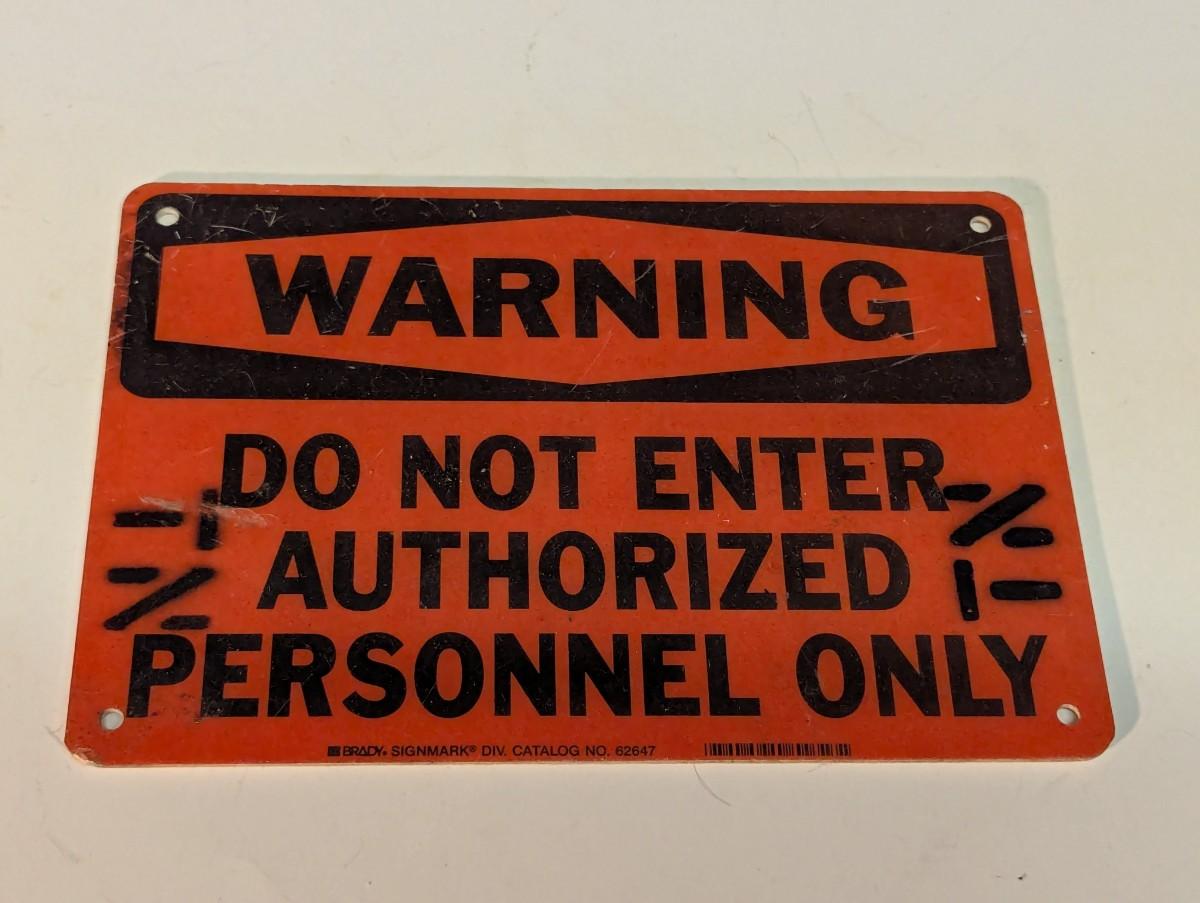 WARNING
DO NOT ENTER
AUTHORIZED
PERSONNEL ONLY
BRADY® SIGNMARK® DIV. CATALOG NO. 62647